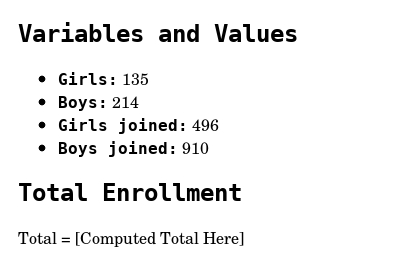 Variables and Values
• Girls: 135
• Boys: 214
• Girls joined: 496
• Boys joined: 910
Total Enrollment
Total = [Computed Total Here]